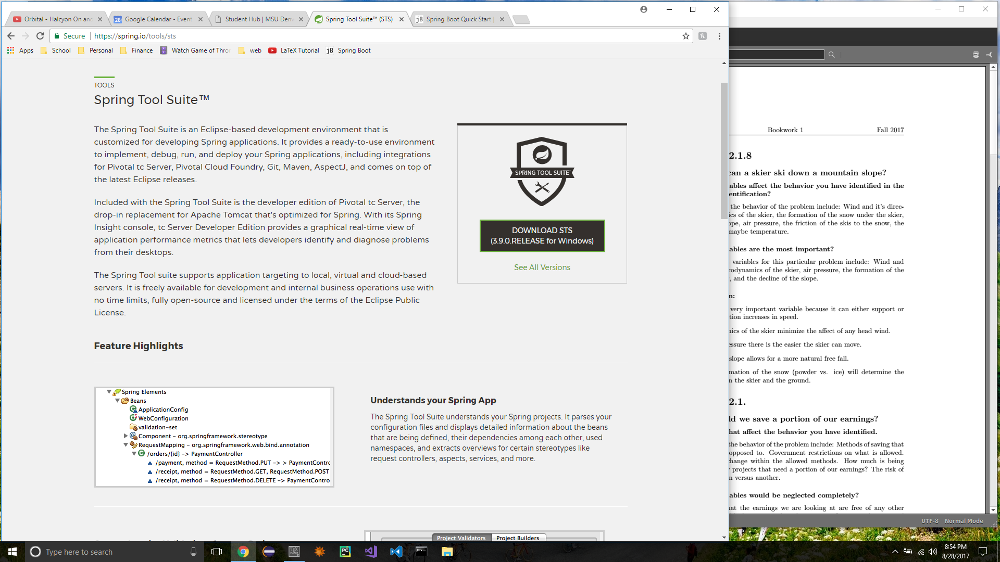 Orbital - Halcyon On and
Google Calendar - Event
Student Hub | MSU Den
Spring Tool Suite™ (STS)
Spring Boot Quick Start
Secure
https://spring.io/tools/sts
Apps
School
Personal
Finance
Watch Game of Thro
web
LaTeX Tutorial
jB
Spring Boot
TOOLS
Spring Tool Suite™
The Spring Tool Suite is an Eclipse-based development environment that is
customized for developing Spring applications. It provides a ready-to-use environment
to implement, debug, run, and deploy your Spring applications, including integrations
for Pivotal tc Server, Pivotal Cloud Foundry, Git, Maven, AspectJ, and comes on top of
the latest Eclipse releases.
Included with the Spring Tool Suite is the developer edition of Pivotal tc Server, the
drop-in replacement for Apache Tomcat that's optimized for Spring. With its Spring
Insight console, tc Server Developer Edition provides a graphical real-time view of
application performance metrics that lets developers identify and diagnose problems
from their desktops.
The Spring Tool suite supports application targeting to local, virtual and cloud-based
servers. It is freely available for development and internal business operations use with
no time limits, fully open-source and licensed under the terms of the Eclipse Public
License.
SPRING TOOL SUITE
DOWNLOAD STS
(3.9.0.RELEASE for Windows)
See All Versions
Feature Highlights
Spring Elements
Beans
ApplicationConfig
WebConfiguration
validation-set
Component - org.springframework.stereotype
RequestMapping - org.springframework.web.bind.annotation
/orders/{id} -> PaymentController
/payment, method = RequestMethod.PUT -> > PaymentContro
/receipt, method = RequestMethod.GET, RequestMethod.POST
/receipt, method = RequestMethod.DELETE -> PaymentContro
Understands your Spring App
The Spring Tool Suite understands your Spring projects. It parses your
configuration files and displays detailed information about the beans
that are being defined, their dependencies among each other, used
namespaces, and extracts overviews for certain stereotypes like
request controllers, aspects, services, and more.
Project Validators
Project Builders
Bookwork 1
Fall 2017
2.1.8
can a skier ski down a mountain slope?
ables affect the behavior you have identified in the
entification?
the behavior of the problem include: Wind and it's direc-
ics of the skier, the formation of the snow under the skier,
ope, air pressure, the friction of the skis to the snow, the
maybe temperature.
ables are the most important?
variables for this particular problem include: Wind and
rodynamics of the skier, air pressure, the formation of the
, and the decline of the slope.
n:
very important variable because it can either support or
tion increases in speed.
nics of the skier minimize the affect of any head wind.
essure there is the easier the skier can move.
slope allows for a more natural free fall.
mation of the snow (powder vs. ice) will determine the
n the skier and the ground.
2.1.
ld we save a portion of our earnings?
hat affect the behavior you have identified.
the behavior of the problem include: Methods of saving that
opposed to. Government restrictions on what is allowed.
change within the allowed methods. How much is being
projects that need a portion of our earnings? The risk of
n versus another.
ables would be neglected completely?
at the earnings we are looking at are free of any other
UTF-8
Normal Mode
Type here to search
8:54 PM
8/28/2017